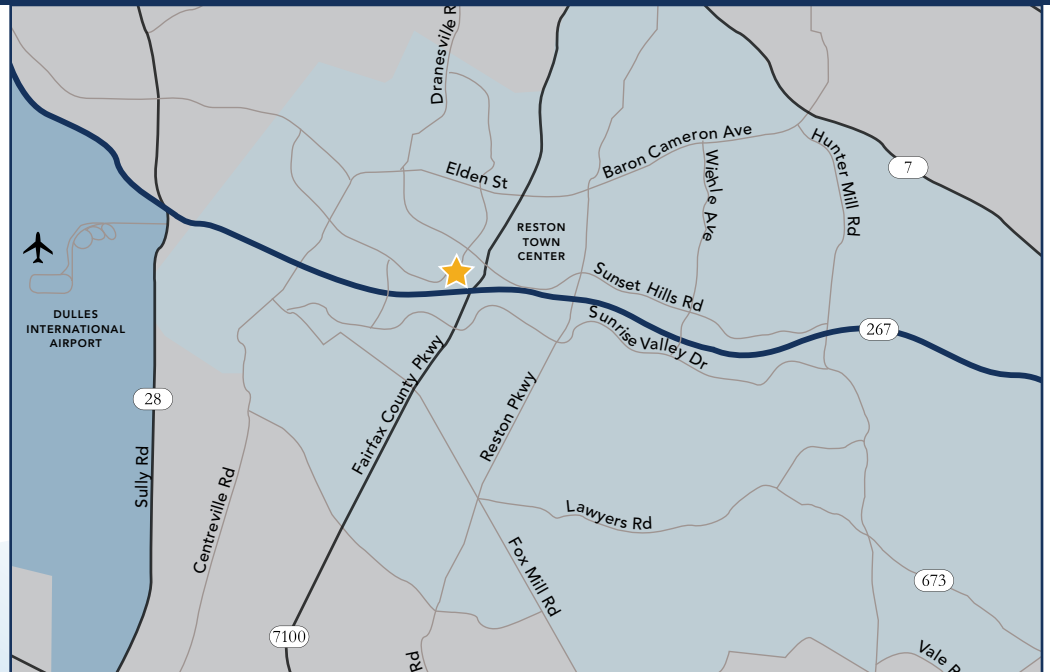 Dranesville R
Elden St
Baron Cameron Ave
Wiehle Ave
Hunter Mill Rd
7
RESTON
TOWN
CENTER
Sunset Hills Rd
DULLES
INTERNATIONAL
AIRPORT
Sunrise Valley Dr
267
28
Fairfax County Pkwy
Reston Pkwy
Sully Rd
Centreville Rd
Lawyers Rd
Fox Mill Rd
673
7100
Rd
Vale R